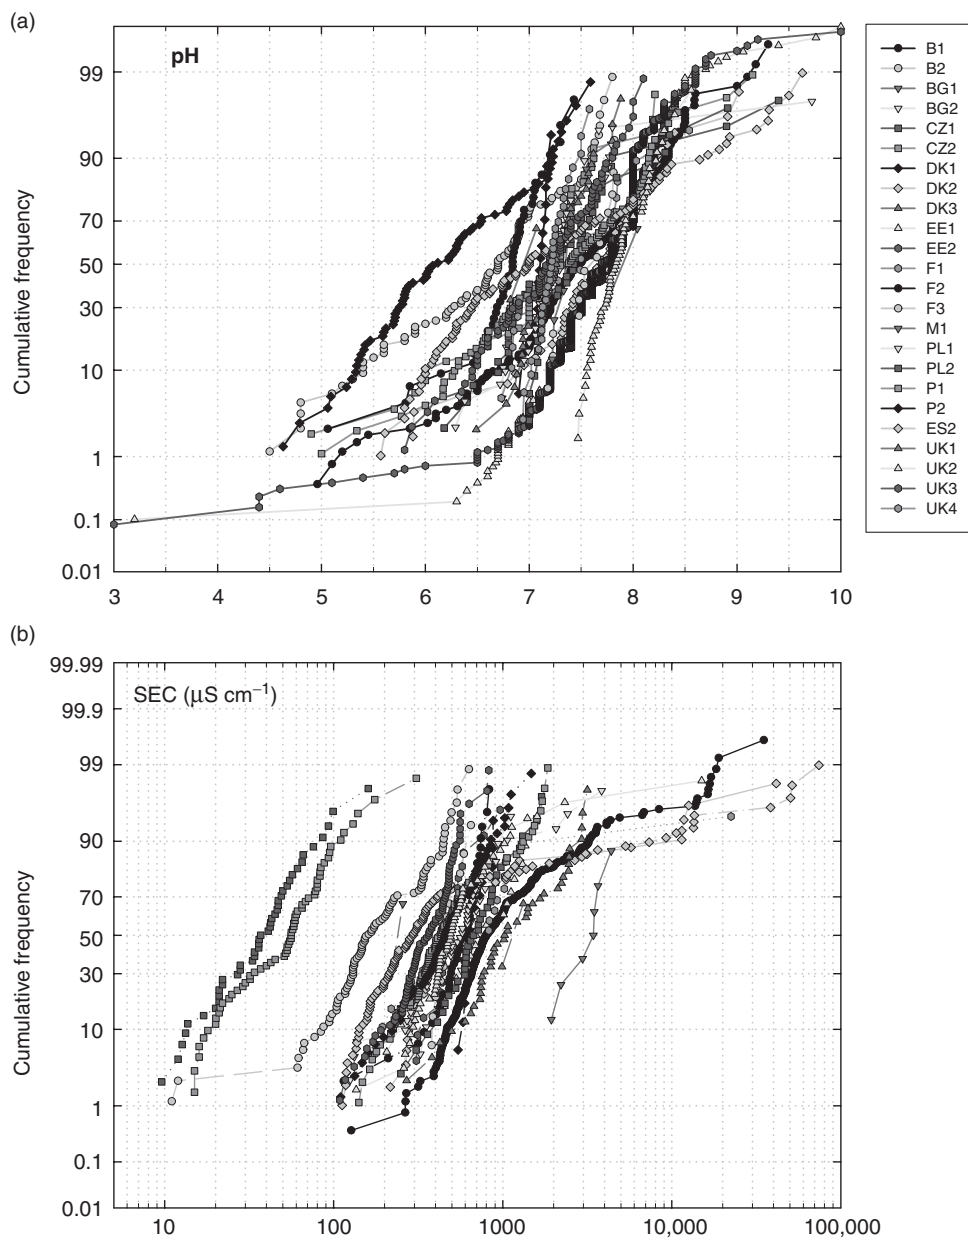 (a)
pH
99
90
70
50
30
10
1
0.1
0.01
Cumulative frequency
3
5
6
7
8
9
10
B1
B2
BG1
BG2
CZ1
CZ2
DK1
DK2
DK3
EE1
EE2
F1
F2
F3
M1
PL1
PL2
P1
P2
ES2
UK1
UK2
UK3
UK4
(b)
SEC (μS cm⁻¹)
99.99
99.9
99
90
70
50
30
10
1
0.1
0.01
Cumulative frequency
10
100
1000
10,000
100,000